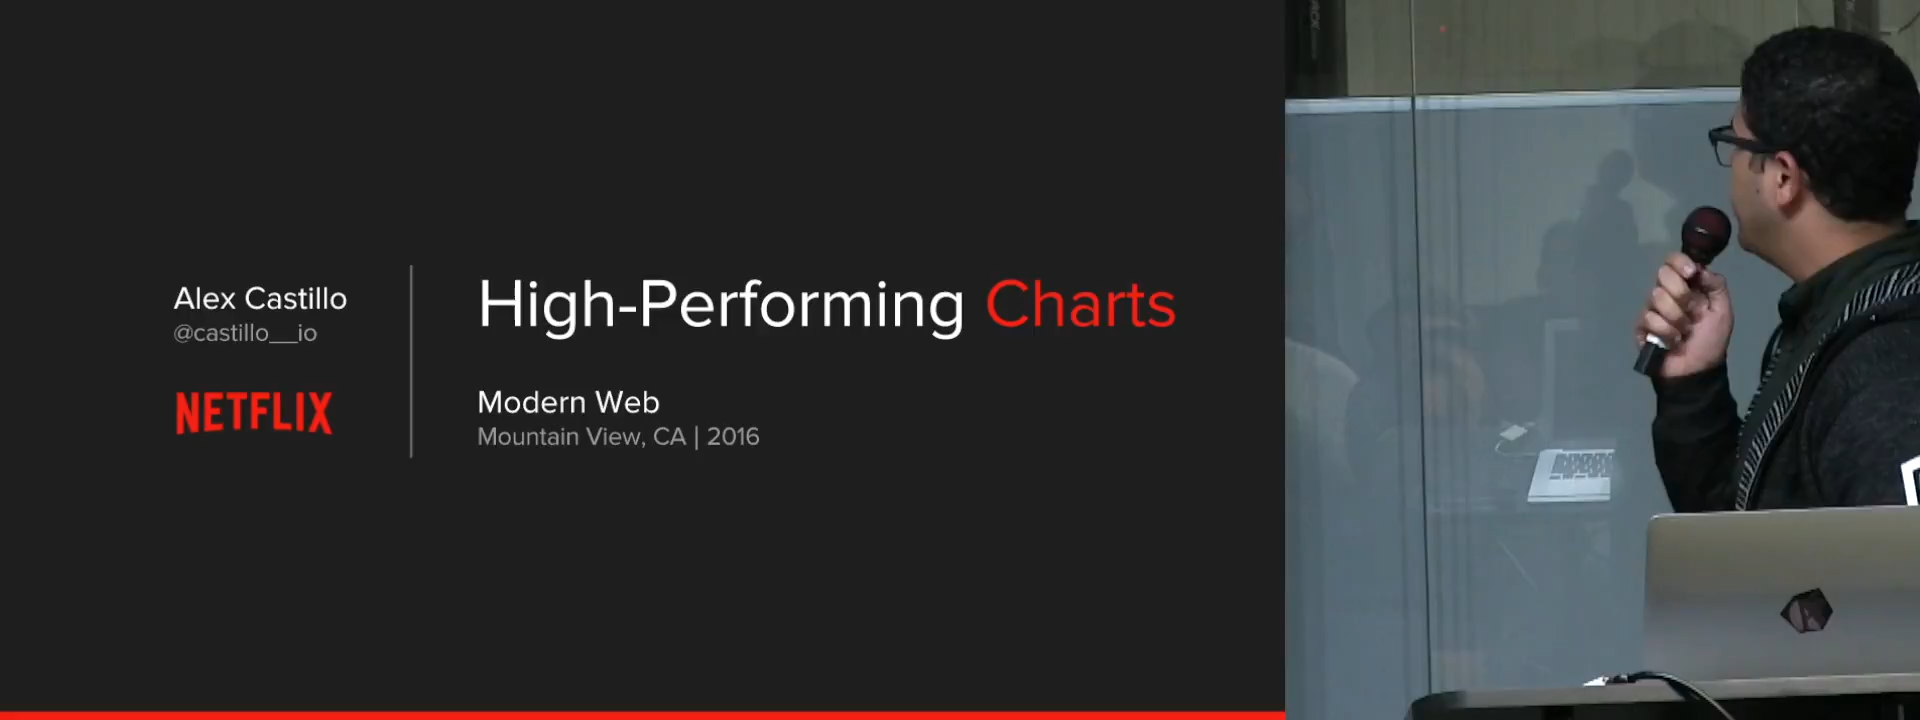 Alex Castillo
@castillo__io
NETFLIX
High-Performing Charts
Modern Web
Mountain View, CA | 2016